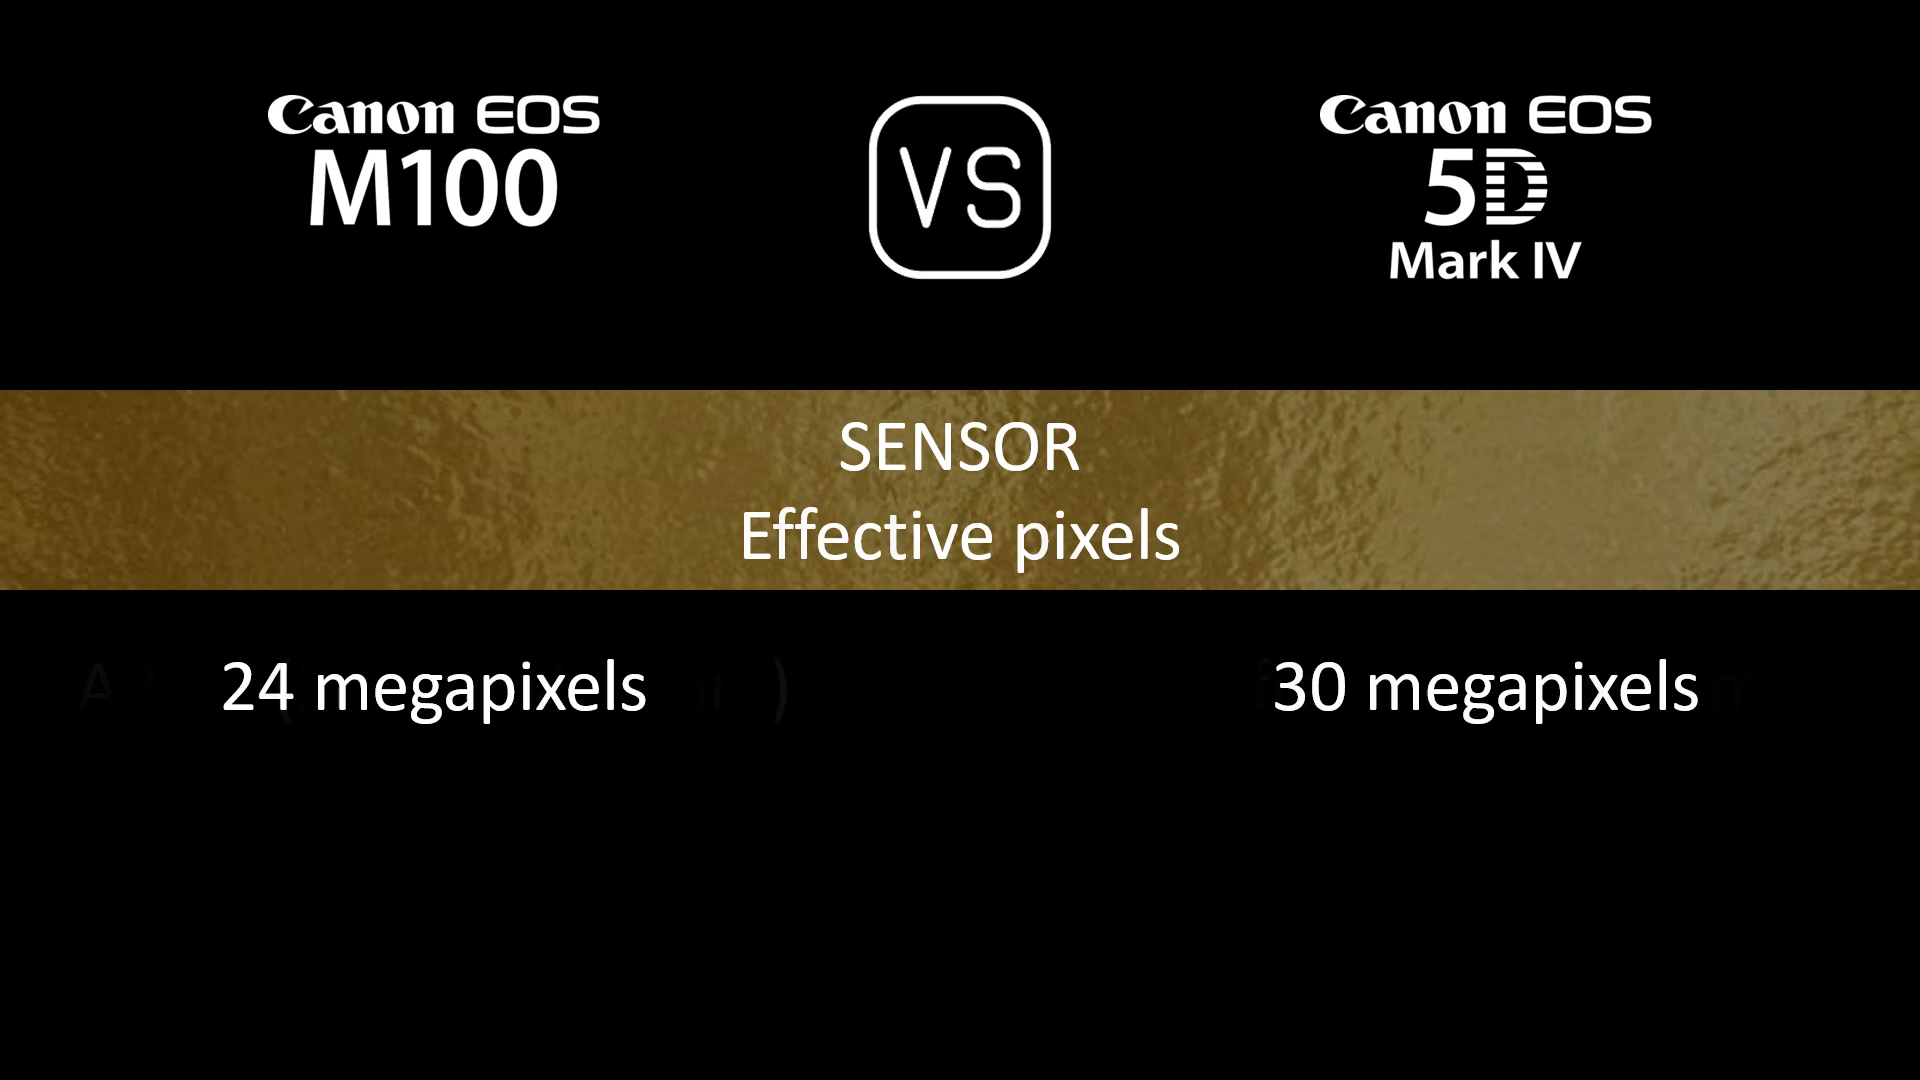 Canon EOS
M100
VS
Canon EOS
5D
Mark IV
SENSOR
Effective pixels
24 megapixels
30 megapixels